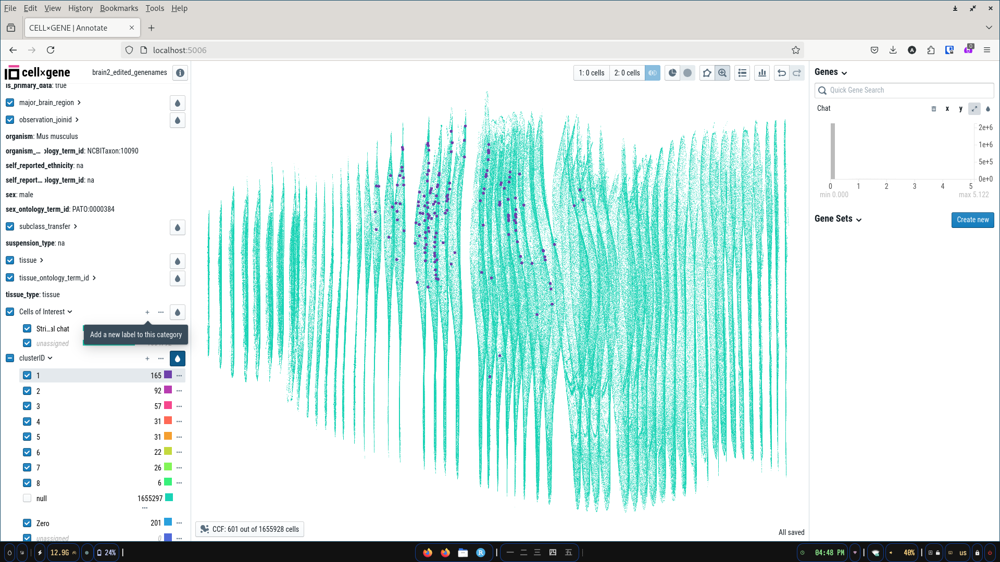 File Edit View History Bookmarks Tools Help
CELL×GENE | Annotate
localhost:5006
0
cell×gene brain2_edited_genenames
is_primary_data: true
major_brain_region
observation_joinid
organism: Mus musculus
organism_... ology_term_id: NCBITaxon:10090
self_reported_ethnicity: na
self_report... ology_term_id: na
sex: male
sex_ontology_term_id: PATO:0000384
subclass_transfer
suspension_type: na
tissue
tissue_ontology_term_id
tissue_type: tissue
Cells of Interest
Stri...al chat
Add a new label to this category
unassigned
clusterID
1 165
2 92
3 57
4 31
5 31
6 22
7 26
8 6
null 1655297
Zero 201
unassigned 0
1: 0 cells 2: 0 cells
CCF: 601 out of 1655928 cells
All saved
Genes
Quick Gene Search
Chat x y
2e+6
1e+6
5e+5
0e+0
0 1 2 3 4 5
min 0.000 max 5.122
Gene Sets Create new
12.9G 24% 一 二 三 四 五 04:48 PM 40% us